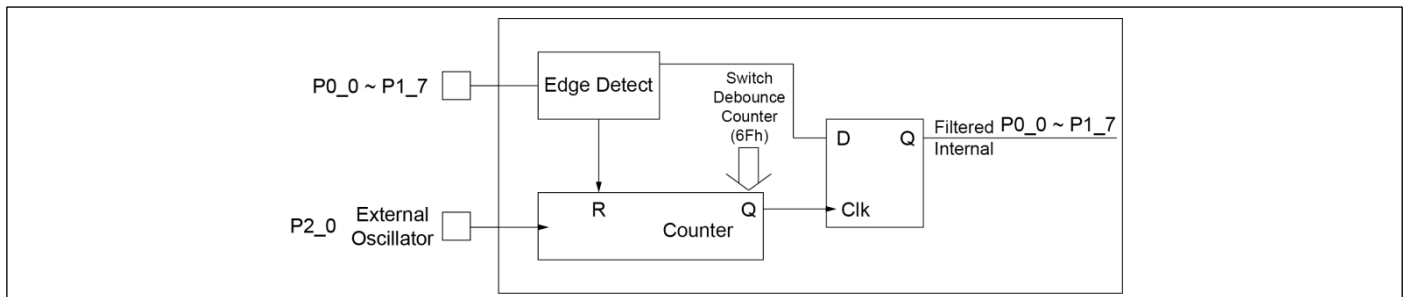 P0_0 ~ P1_7
Edge Detect
Switch
Debounce
Counter
(6Fh)
D
Q
Filtered P0_0 ~ P1_7
Internal
P2_0
External
Oscillator
R
Q
Counter
Clk